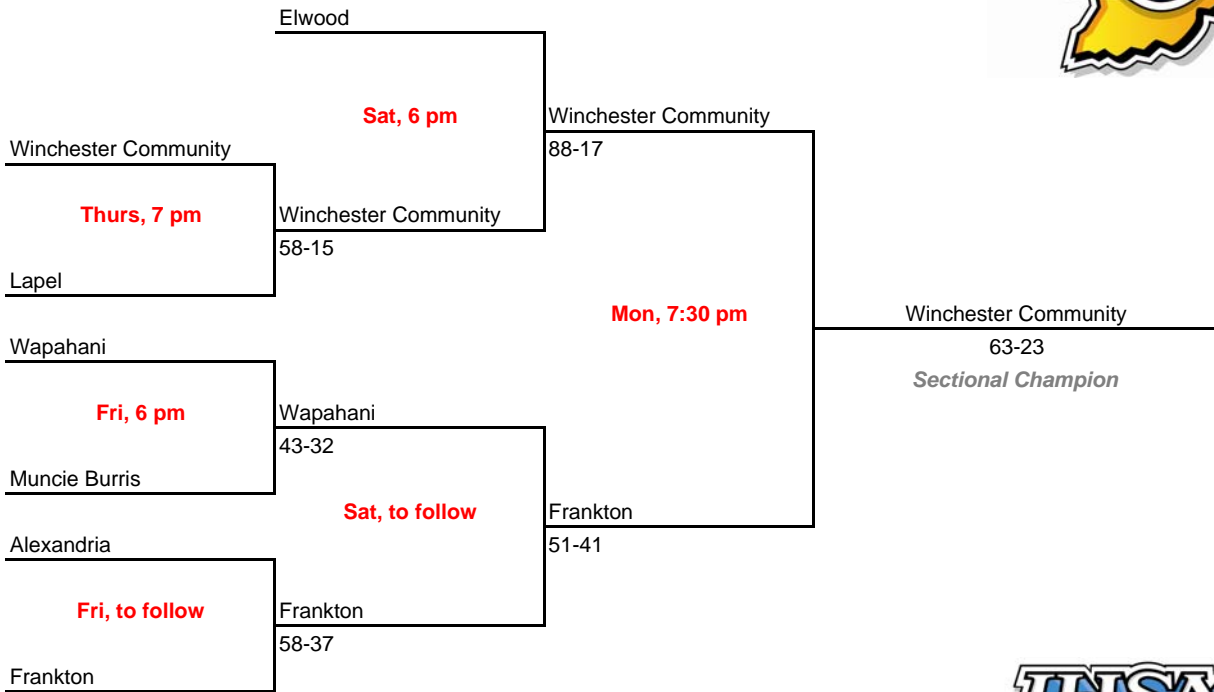 Elwood
Sat, 6 pm
Winchester Community
Winchester Community
88-17
Thurs, 7 pm
Winchester Community
58-15
Lapel
Mon, 7:30 pm
Winchester Community
Wapahani
63-23
Sectional Champion
Fri, 6 pm
Wapahani
43-32
Muncie Burris
Sat, to follow
Frankton
Alexandria
51-41
Fri, to follow
Frankton
58-37
Frankton